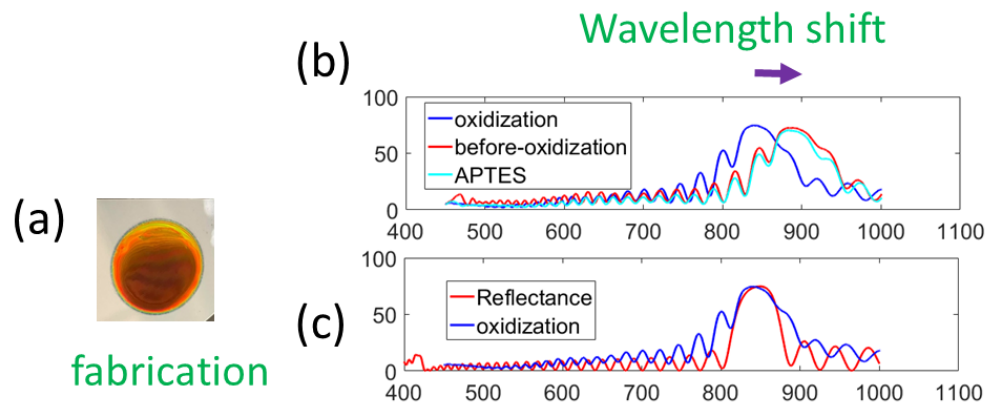 Wavelength shift
(b)
100
50
0
oxidization
before-oxidization
APTES
400 500 600 700 800 900 1000 1100
(a)
fabrication
(c)
100
50
0
Reflectance
oxidization
400 500 600 700 800 900 1000 1100